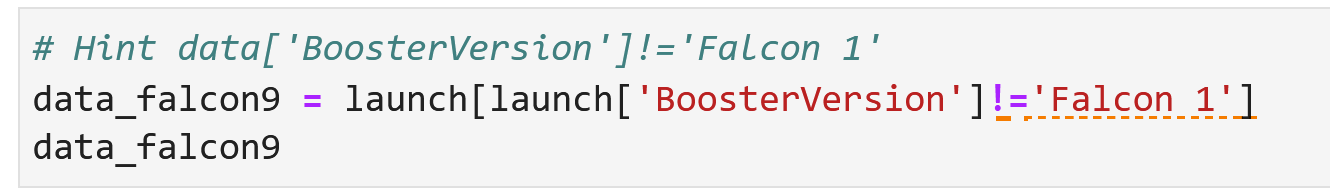 # Hint data['BoosterVersion']!='Falcon 1'
data_falcon9 = launch[launch['BoosterVersion']!='Falcon 1']
data_falcon9